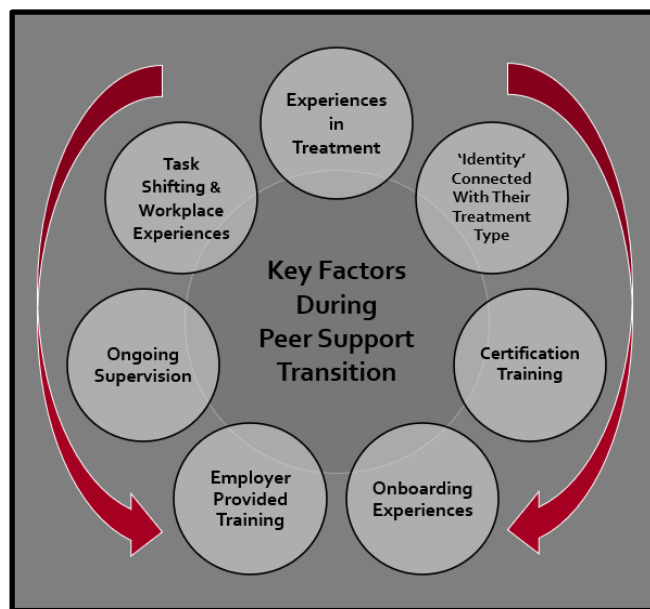 Experiences
in
Treatment
‘Identity’
Connected
With Their
Treatment
Type
Certification
Training
Onboarding
Experiences
Employer
Provided
Training
Ongoing
Supervision
Task
Shifting &
Workplace
Experiences
Key Factors
During
Peer Support
Transition